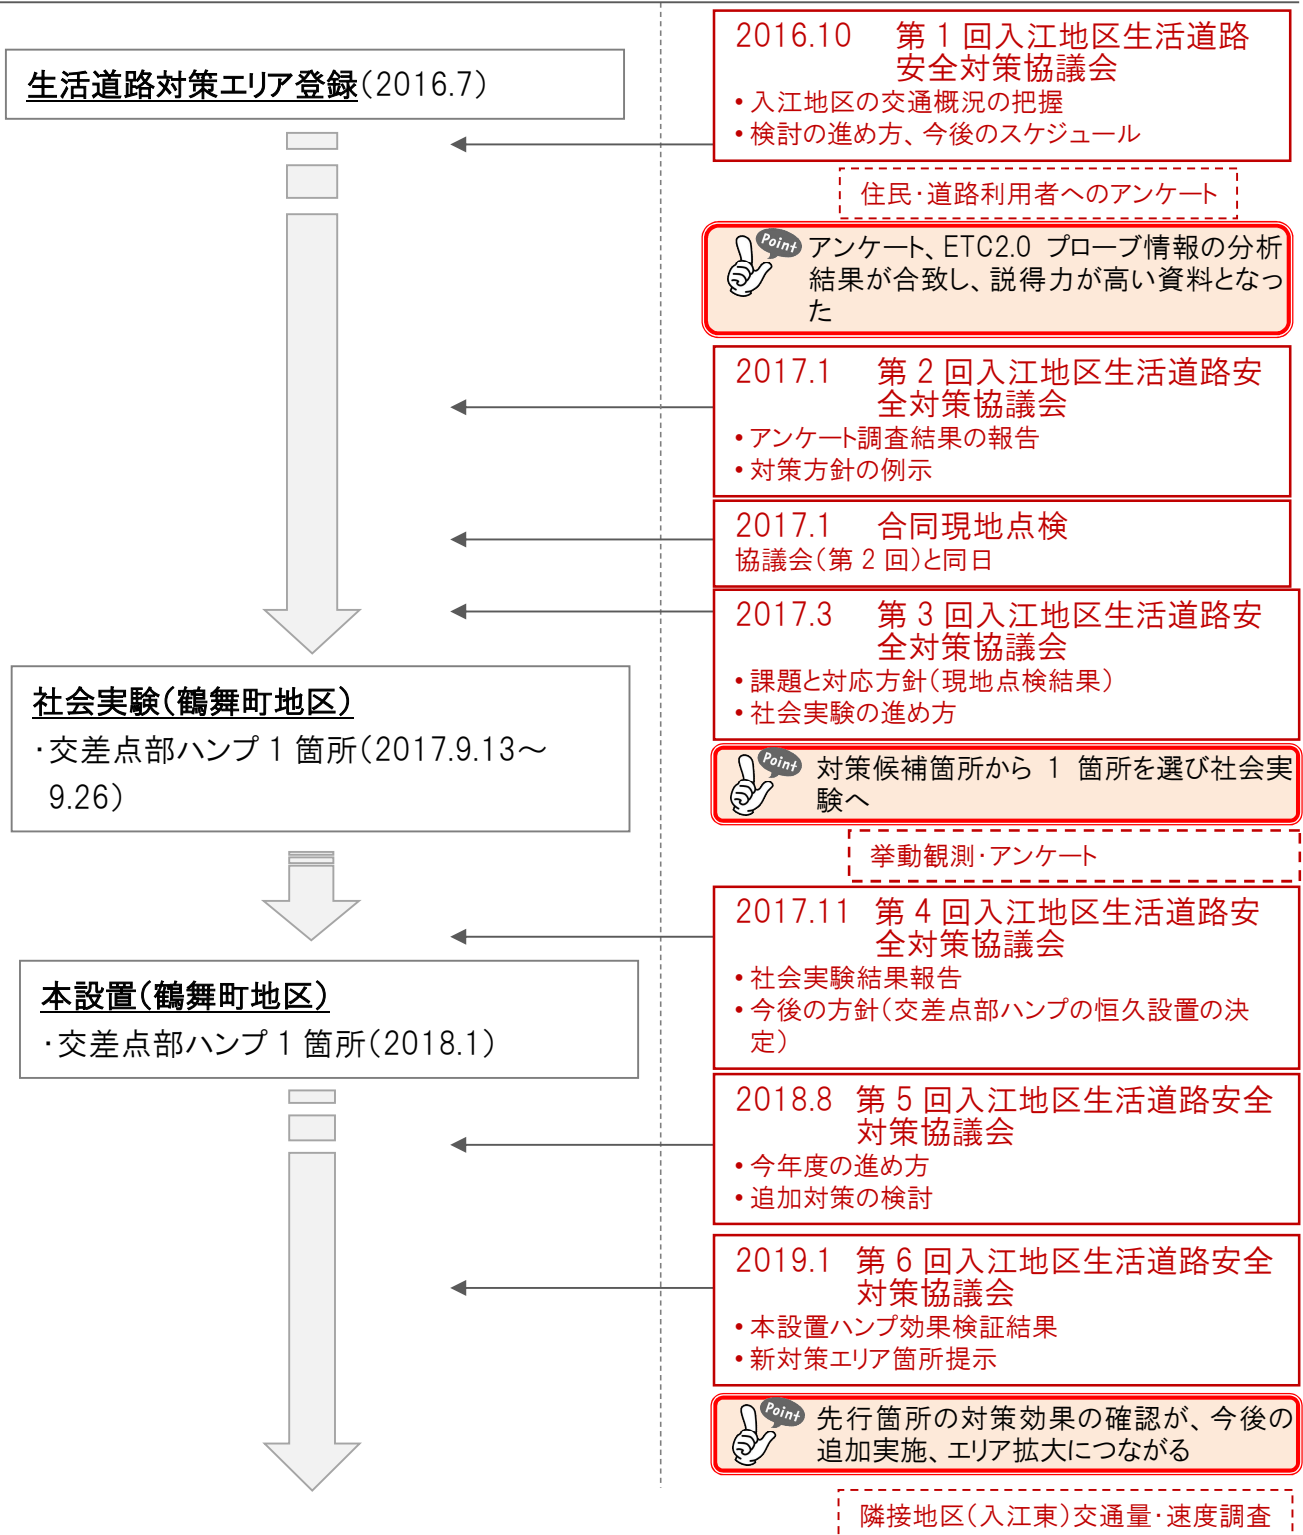 生活道路対策エリア登録(2016.7)
社会実験(鶴舞町地区)
・交差点部ハンプ 1 箇所(2017.9.13～
9.26)
本設置(鶴舞町地区)
・交差点部ハンプ 1 箇所(2018.1)
2016.10 第 1 回入江地区生活道路
安全対策協議会
• 入江地区の交通概況の把握
• 検討の進め方、今後のスケジュール
住民・道路利用者へのアンケート
Point
アンケート、ETC2.0 プローブ情報の分析
結果が合致し、説得力が高い資料となっ
た
2017.1 第 2 回入江地区生活道路安
全対策協議会
• アンケート調査結果の報告
• 対策方針の例示
2017.1 合同現地点検
協議会(第 2 回)と同日
2017.3 第 3 回入江地区生活道路安
全対策協議会
• 課題と対応方針(現地点検結果)
• 社会実験の進め方
Point
対策候補箇所から 1 箇所を選び社会実
験へ
挙動観測・アンケート
2017.11 第 4 回入江地区生活道路安
全対策協議会
• 社会実験結果報告
• 今後の方針(交差点部ハンプの恒久設置の決
定)
2018.8 第 5 回入江地区生活道路安全
対策協議会
• 今年度の進め方
• 追加対策の検討
2019.1 第 6 回入江地区生活道路安全
対策協議会
• 本設置ハンプ効果検証結果
• 新対策エリア箇所提示
Point
先行箇所の対策効果の確認が、今後の
追加実施、エリア拡大につながる
隣接地区(入江東)交通量・速度調査